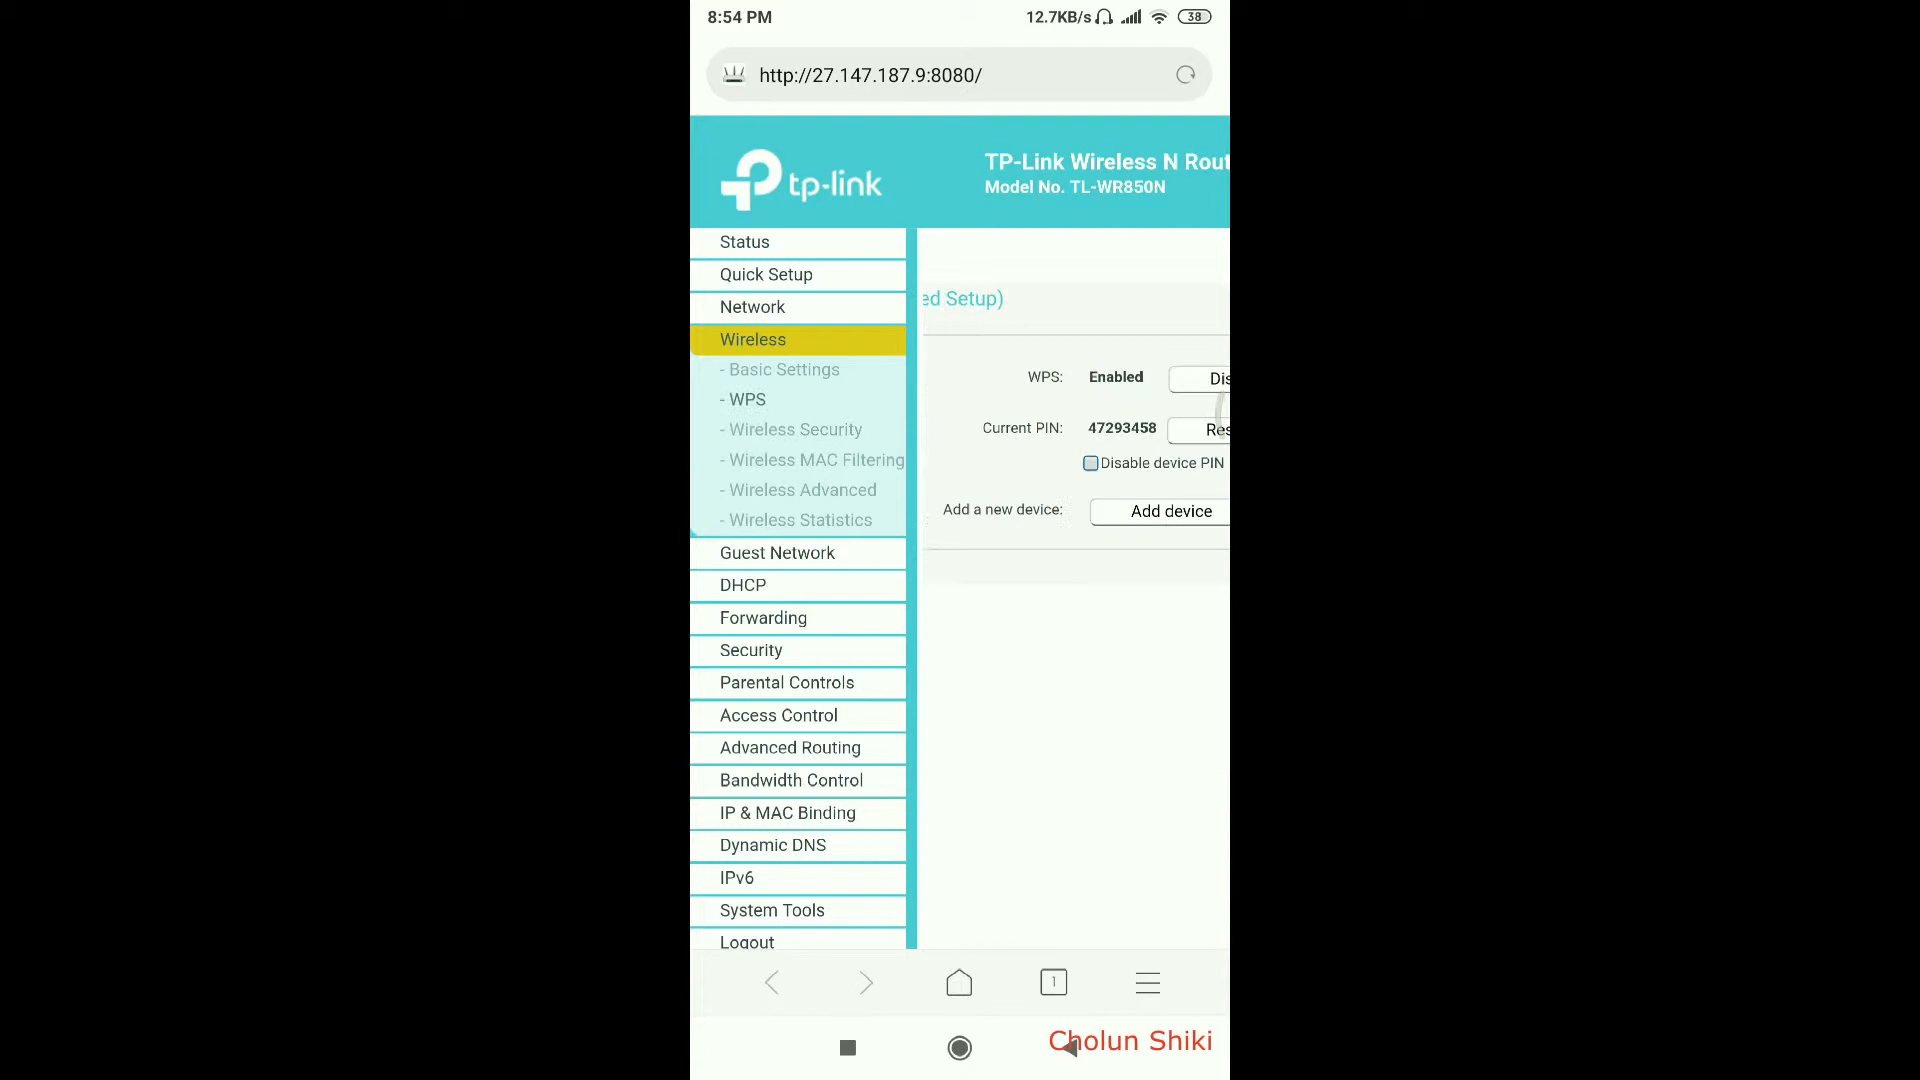 8:54 PM
12.7KB/s
38
http://27.147.187.9:8080/
tp-link
TP-Link Wireless N Rout
Model No. TL-WR850N
Status
Quick Setup
Network
Wireless
- Basic Settings
- WPS
- Wireless Security
- Wireless MAC Filtering
- Wireless Advanced
- Wireless Statistics
Guest Network
DHCP
Forwarding
Security
Parental Controls
Access Control
Advanced Routing
Bandwidth Control
IP & MAC Binding
Dynamic DNS
IPv6
System Tools
Logout
ed Setup)
WPS: Enabled Dis
Current PIN: 47293458 Res
Disable device PIN
Add a new device: Add device
1
Cholun Shiki